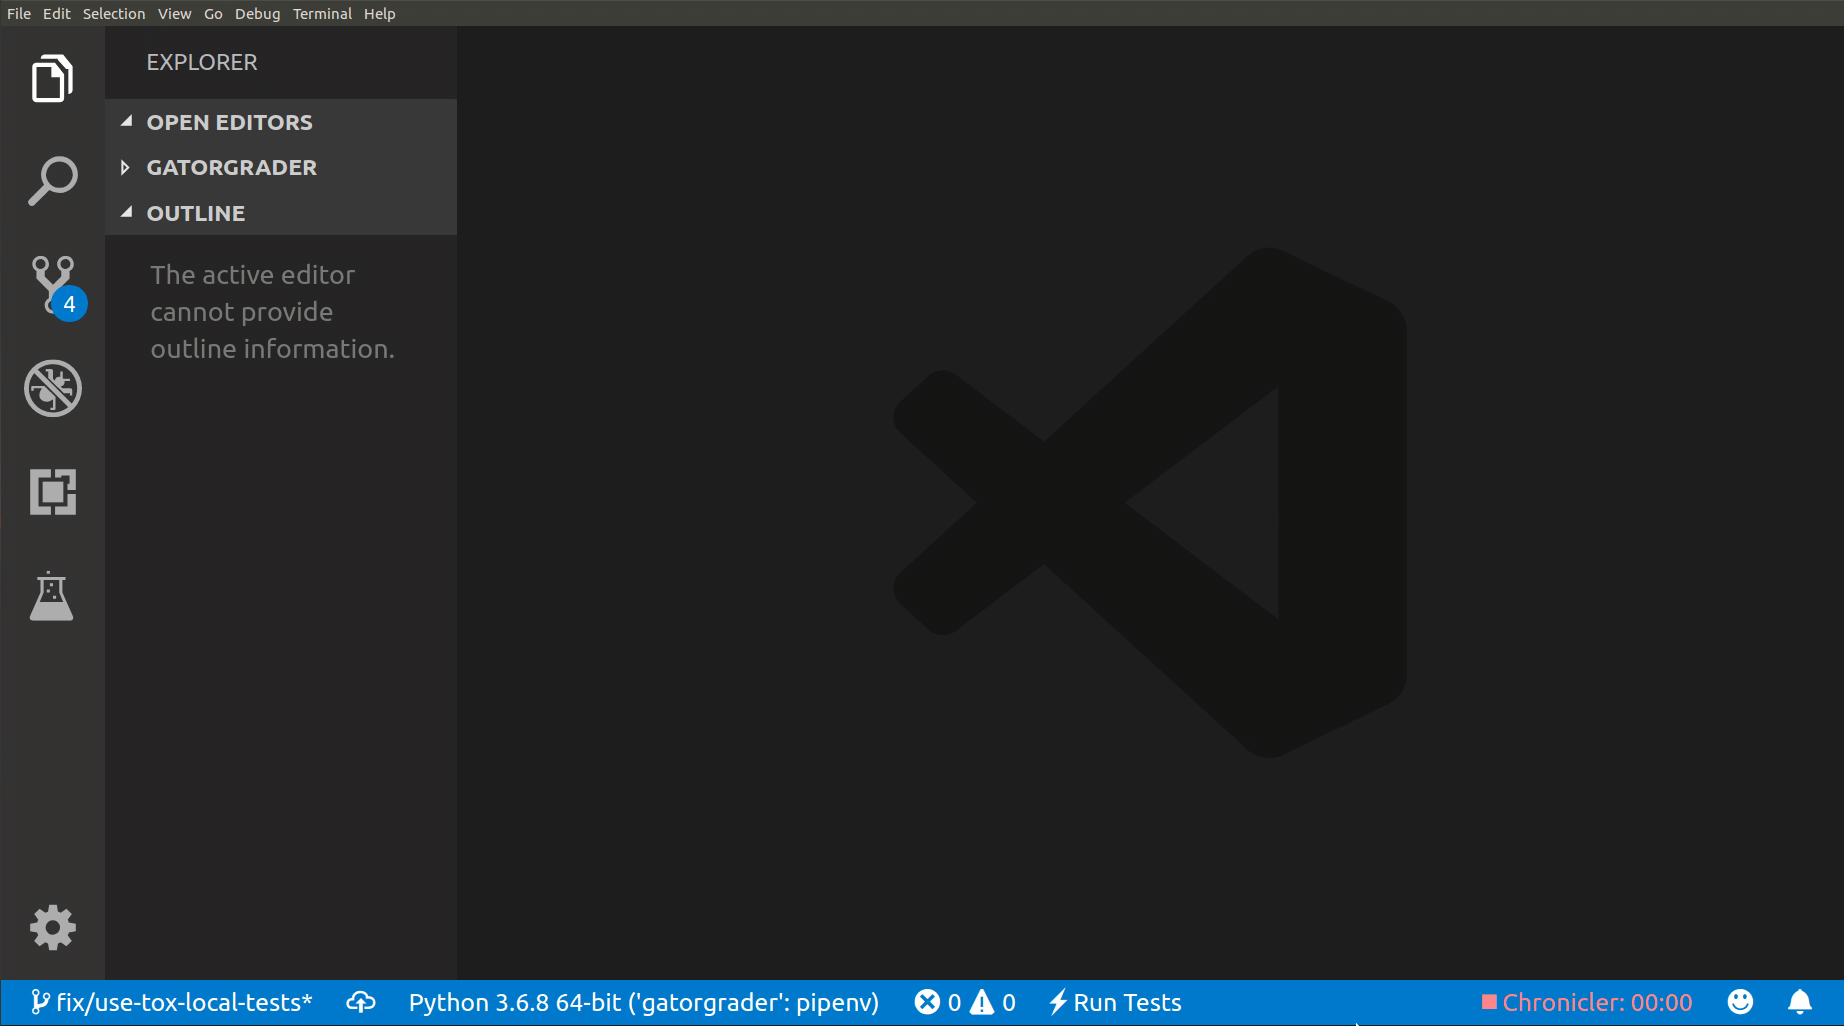 File Edit Selection View Go Debug Terminal Help
EXPLORER
OPEN EDITORS
GATORGRADER
OUTLINE
The active editor
cannot provide
outline information.
4
fix/use-tox-local-tests* Python 3.6.8 64-bit ('gatorgrader': pipenv) 0 0 Run Tests Chronicler: 00:00